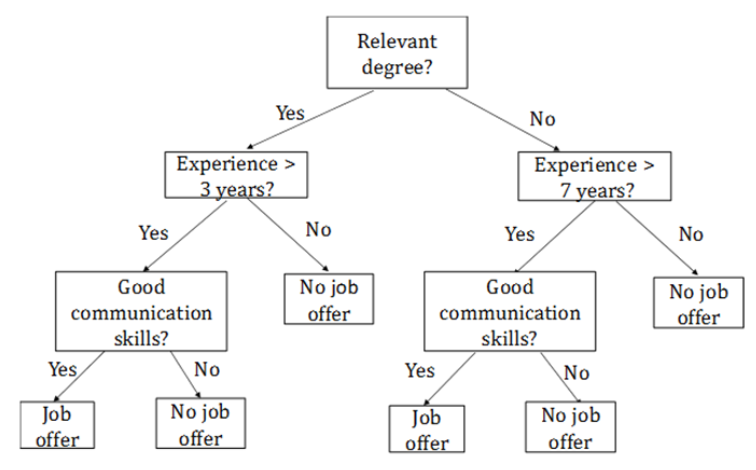 Relevant
degree?
Yes
No
Experience >
3 years?
Experience >
7 years?
Yes
No
Yes
No
Good
communication
skills?
No job
offer
Good
communication
skills?
No job
offer
Yes
No
Yes
No
Job
offer
No job
offer
Job
offer
No job
offer